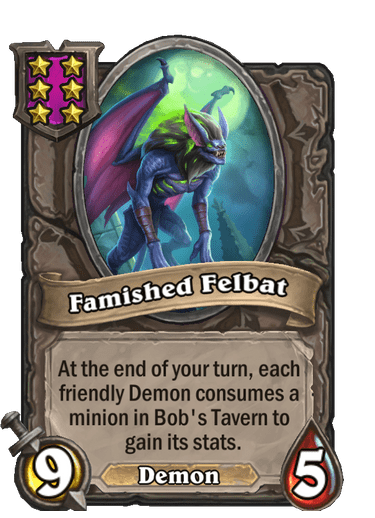 Famished Felbat
At the end of your turn, each
friendly Demon consumes a
minion in Bob's Tavern to
gain its stats.
9
Demon
5